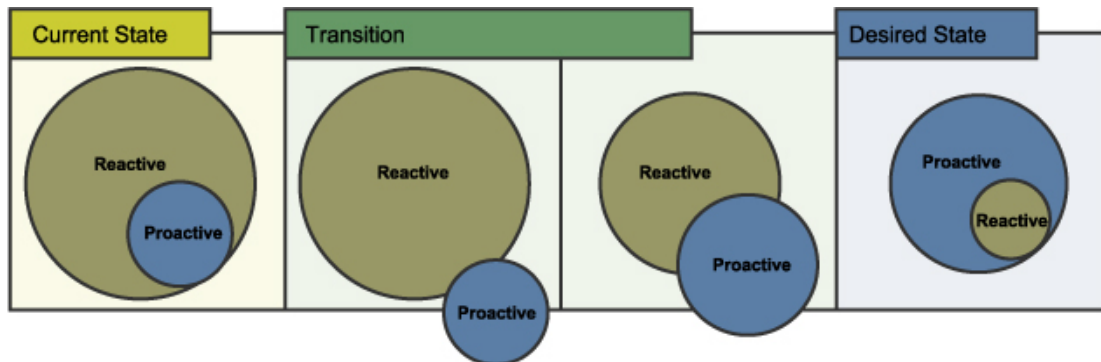 Current State
Transition
Desired State
Reactive
Proactive
Reactive
Proactive
Reactive
Proactive
Proactive
Reactive